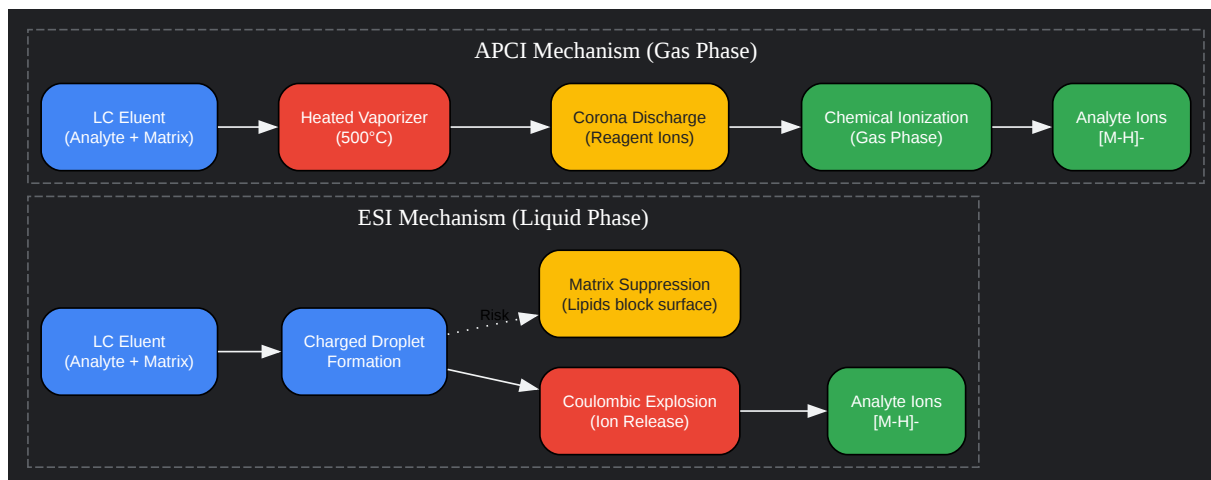 APCI Mechanism (Gas Phase)
LC Eluent
(Analyte + Matrix)
Heated Vaporizer
(500°C)
Corona Discharge
(Reagent Ions)
Chemical Ionization
(Gas Phase)
Analyte Ions
[M-H]-
ESI Mechanism (Liquid Phase)
LC Eluent
(Analyte + Matrix)
Charged Droplet
Formation
Risk
Matrix Suppression
(Lipids block surface)
Coulombic Explosion
(Ion Release)
Analyte Ions
[M-H]-